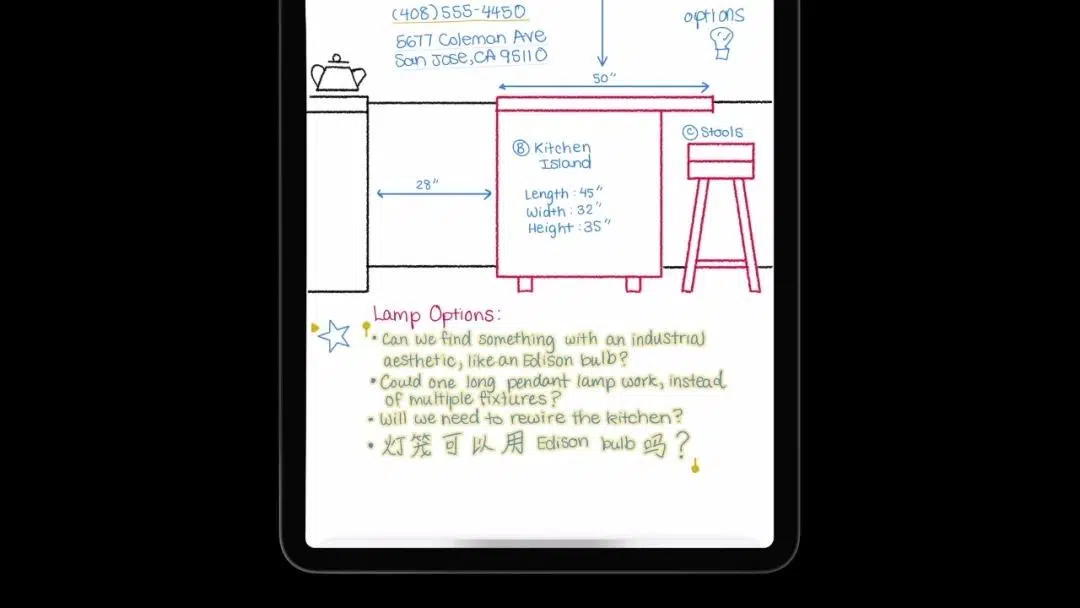 (408)555-4450
5677 Coleman Ave
San Jose, CA 95110
options
50"
Ⓑ Kitchen
Island
Ⓒ Stools
28"
Length : 45"
Width : 32"
Height : 35"
Lamp Options:
• Can we find something with an industrial
aesthetic, like an Edison bulb?
• Could one long pendant lamp work, instead
of multiple fixtures?
• Will we need to rewire the kitchen?
• 灯笼可以用 Edison bulb 吗?